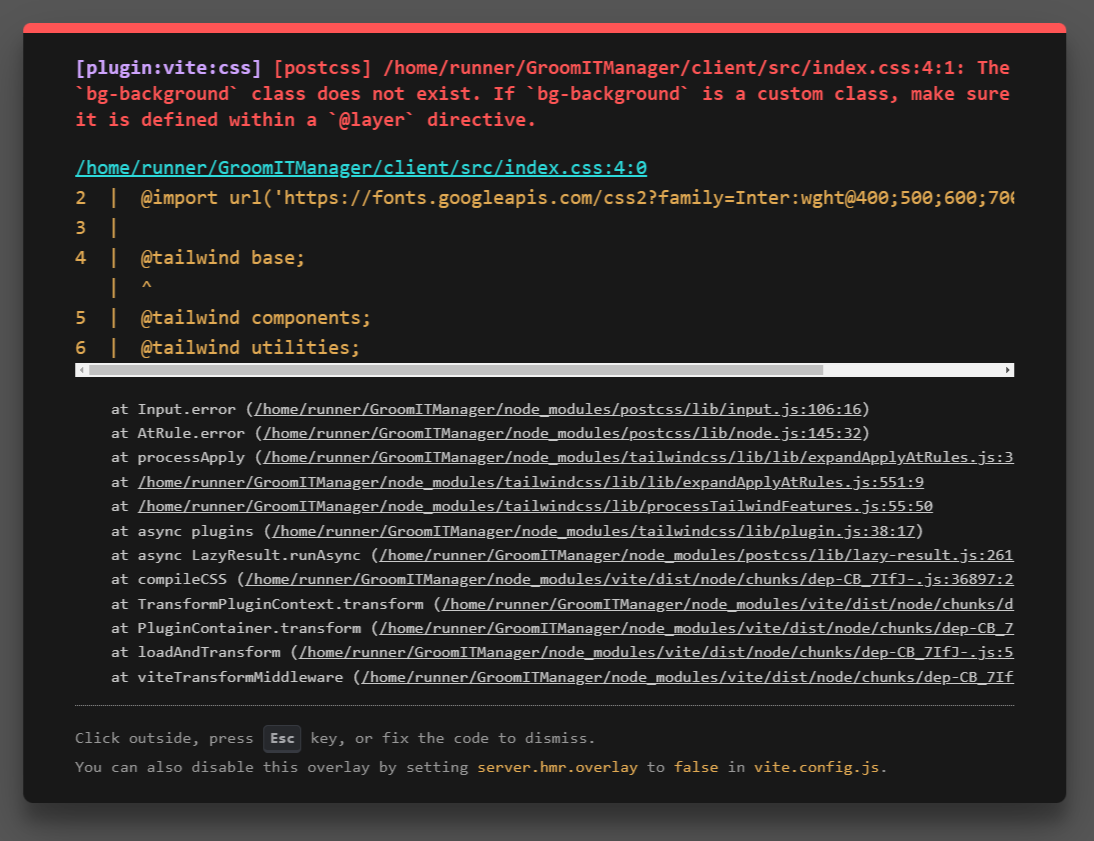 [plugin:vite:css] [postcss] /home/runner/GroomITManager/client/src/index.css:4:1: The
`bg-background` class does not exist. If `bg-background` is a custom class, make sure
it is defined within a `@layer` directive.
/home/runner/GroomITManager/client/src/index.css:4:0
2 | @import url('https://fonts.googleapis.com/css2?family=Inter:wght@400;500;600;700
3 |
4 | @tailwind base;
| ^
5 | @tailwind components;
6 | @tailwind utilities;
at Input.error (/home/runner/GroomITManager/node_modules/postcss/lib/input.js:106:16)
at AtRule.error (/home/runner/GroomITManager/node_modules/postcss/lib/node.js:145:32)
at processApply (/home/runner/GroomITManager/node_modules/tailwindcss/lib/lib/expandApplyAtRules.js:3
at /home/runner/GroomITManager/node_modules/tailwindcss/lib/lib/expandApplyAtRules.js:551:9
at /home/runner/GroomITManager/node_modules/tailwindcss/lib/processTailwindFeatures.js:55:50
at async plugins (/home/runner/GroomITManager/node_modules/tailwindcss/lib/plugin.js:38:17)
at async LazyResult.runAsync (/home/runner/GroomITManager/node_modules/postcss/lib/lazy-result.js:261
at compileCSS (/home/runner/GroomITManager/node_modules/vite/dist/node/chunks/dep-CB_7IfJ-.js:36897:2
at TransformPluginContext.transform (/home/runner/GroomITManager/node_modules/vite/dist/node/chunks/d
at PluginContainer.transform (/home/runner/GroomITManager/node_modules/vite/dist/node/chunks/dep-CB_7
at loadAndTransform (/home/runner/GroomITManager/node_modules/vite/dist/node/chunks/dep-CB_7IfJ-.js:5
at viteTransformMiddleware (/home/runner/GroomITManager/node_modules/vite/dist/node/chunks/dep-CB_7If
Click outside, press Esc key, or fix the code to dismiss.
You can also disable this overlay by setting server.hmr.overlay to false in vite.config.js.